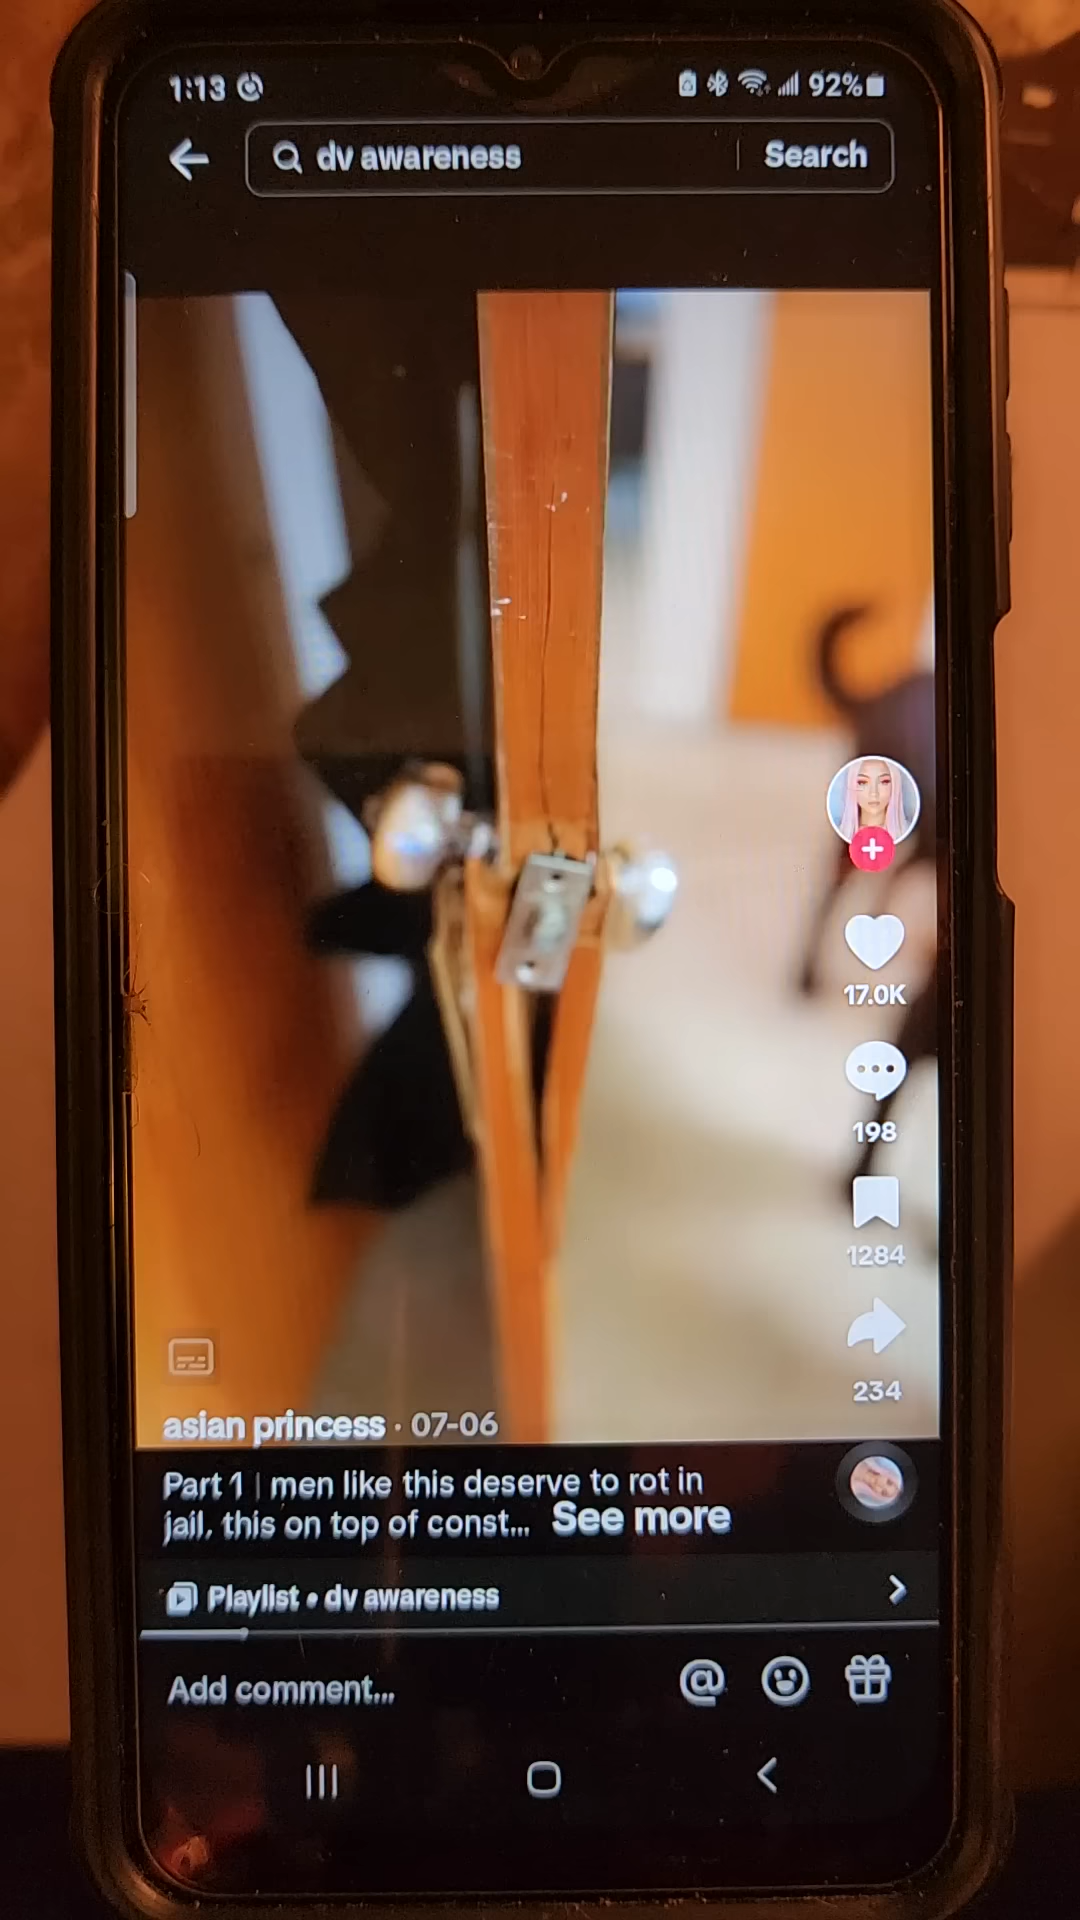 1:13 92%
dv awareness Search
17.0K
198
1284
234
asian princess · 07-06
Part 1 | men like this deserve to rot in
jail, this on top of const... See more
Playlist • dv awareness
Add comment...